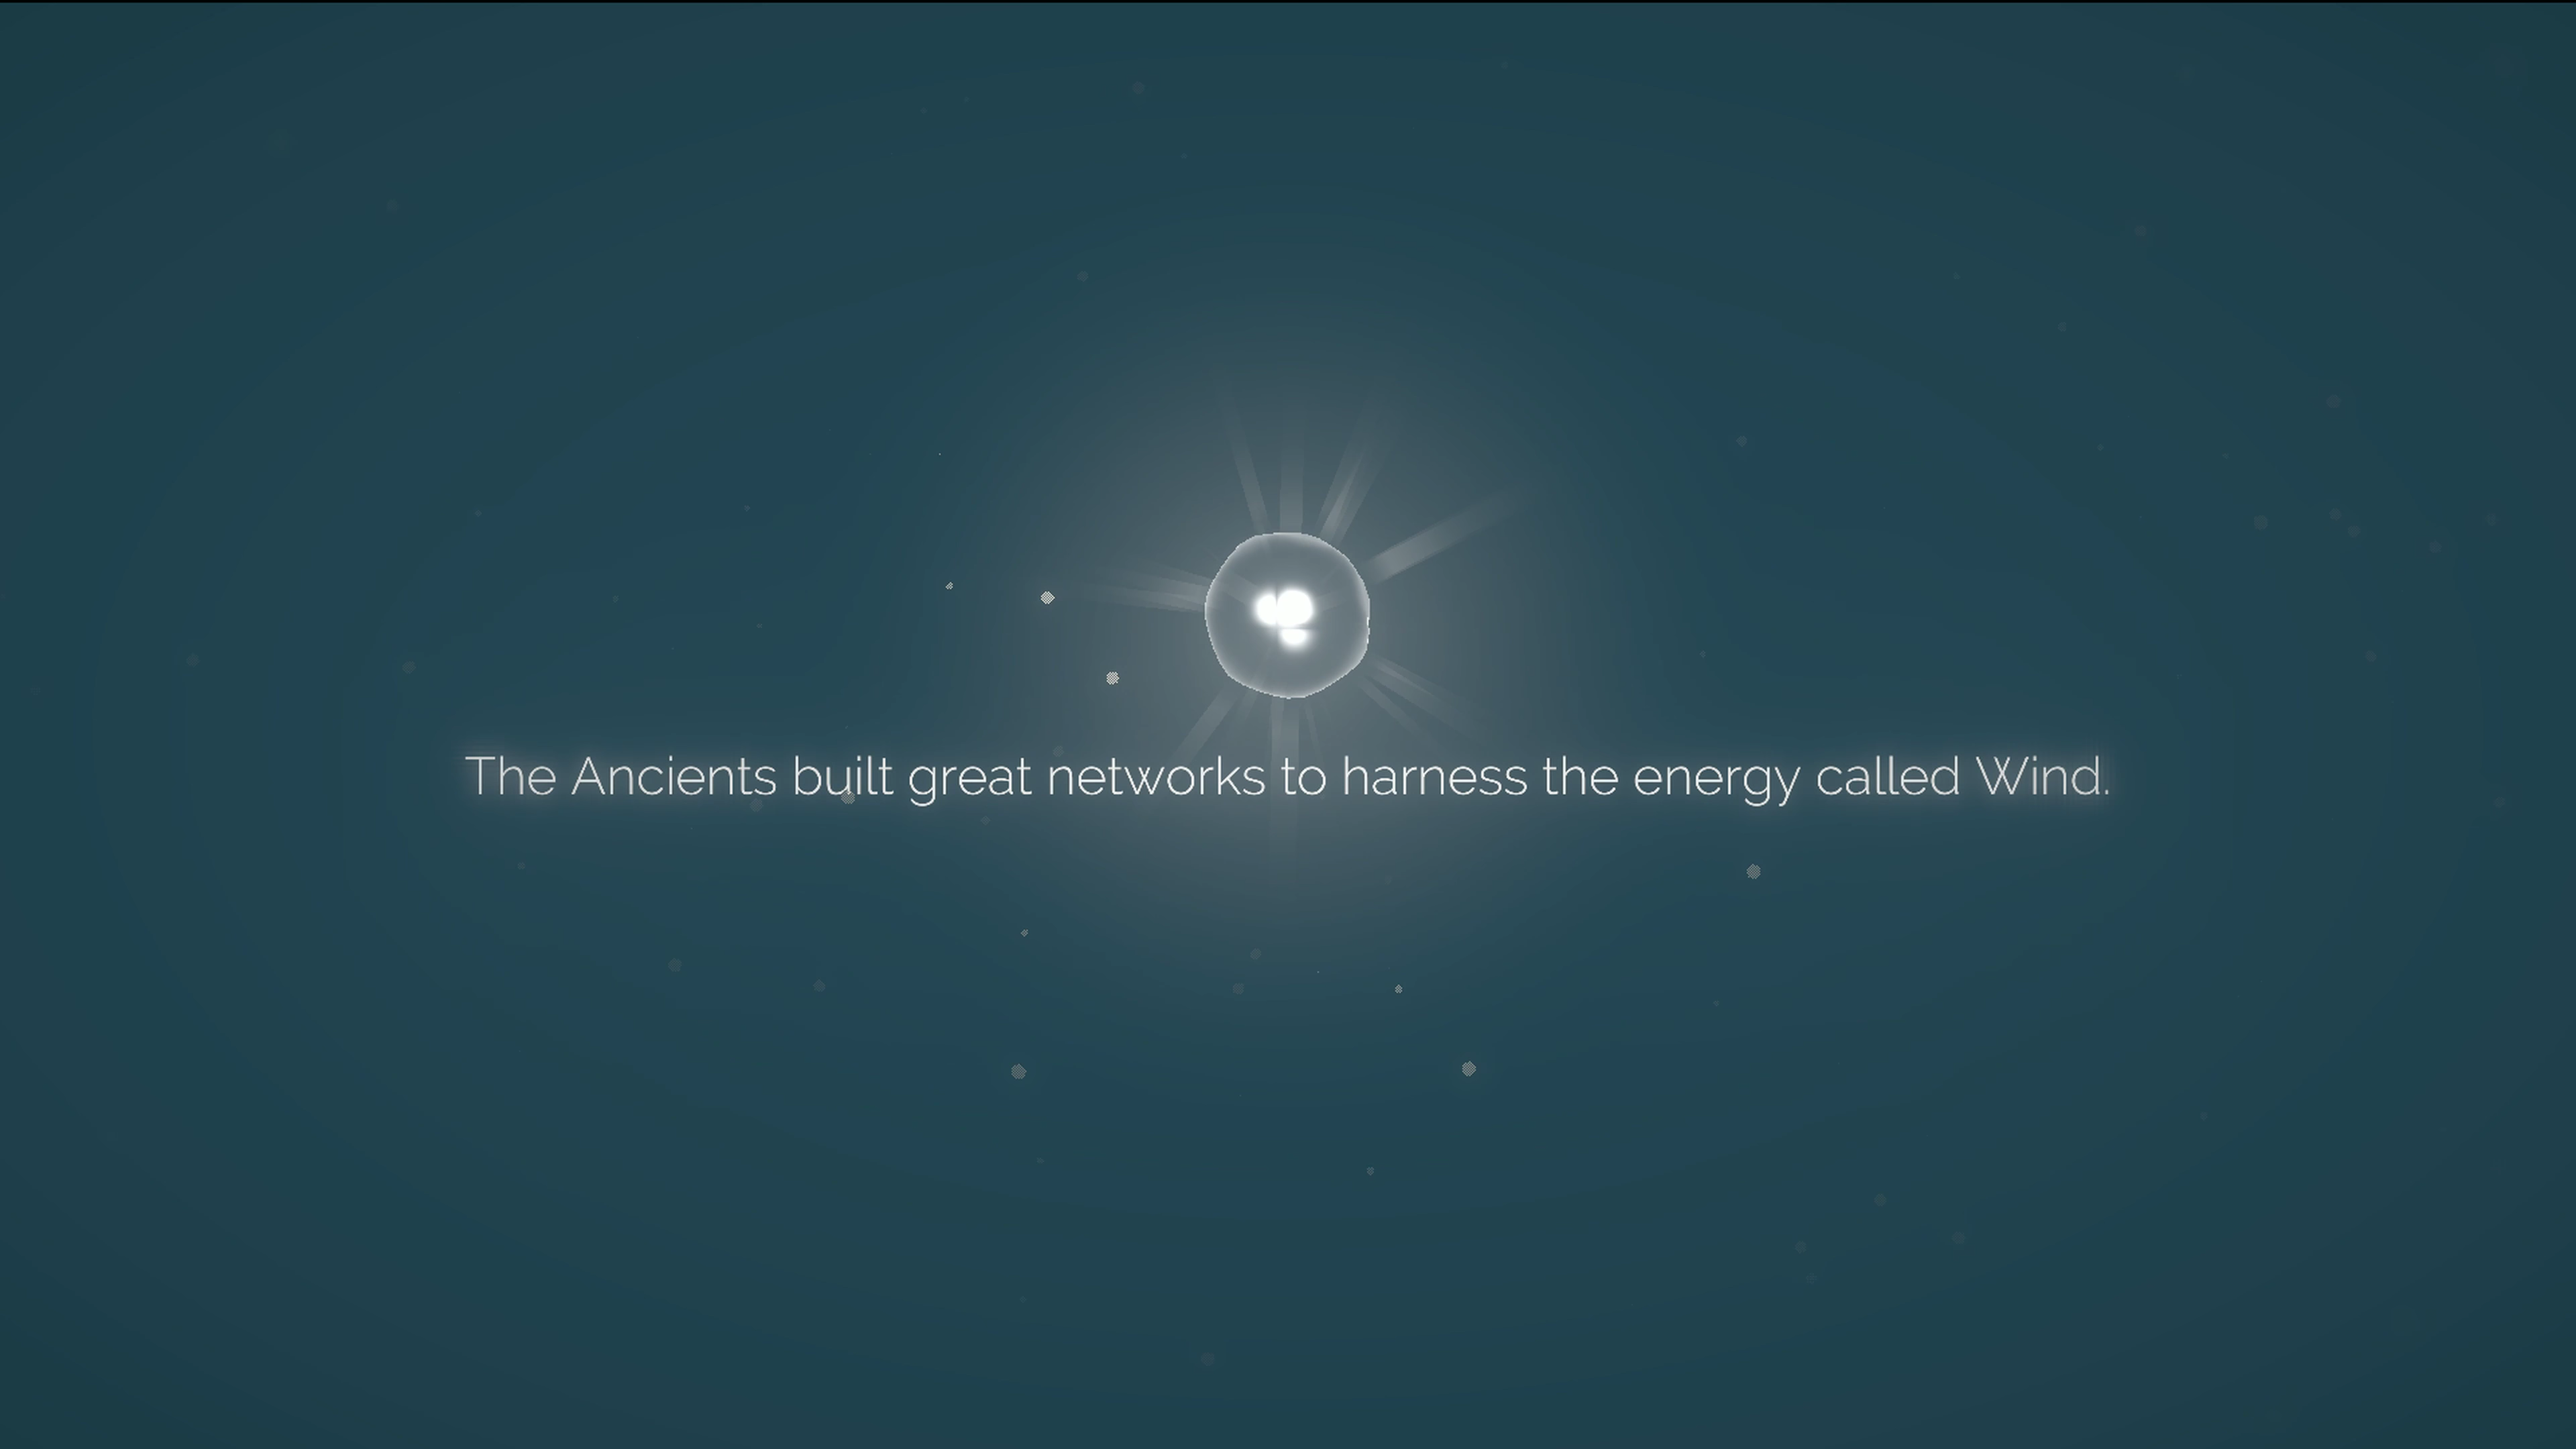 The Ancients built great networks to harness the energy called Wind.